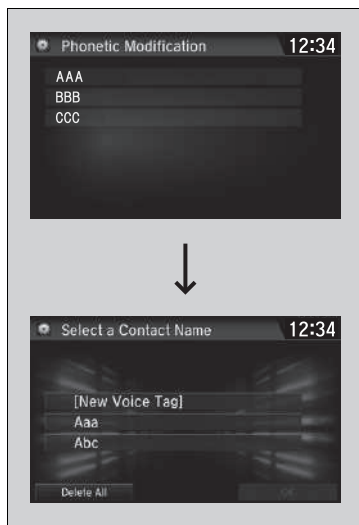 Phonetic Modification 12:34
AAA
BBB
CCC
Select a Contact Name 12:34
[New Voice Tag]
Aaa
Abc
Delete All
OK